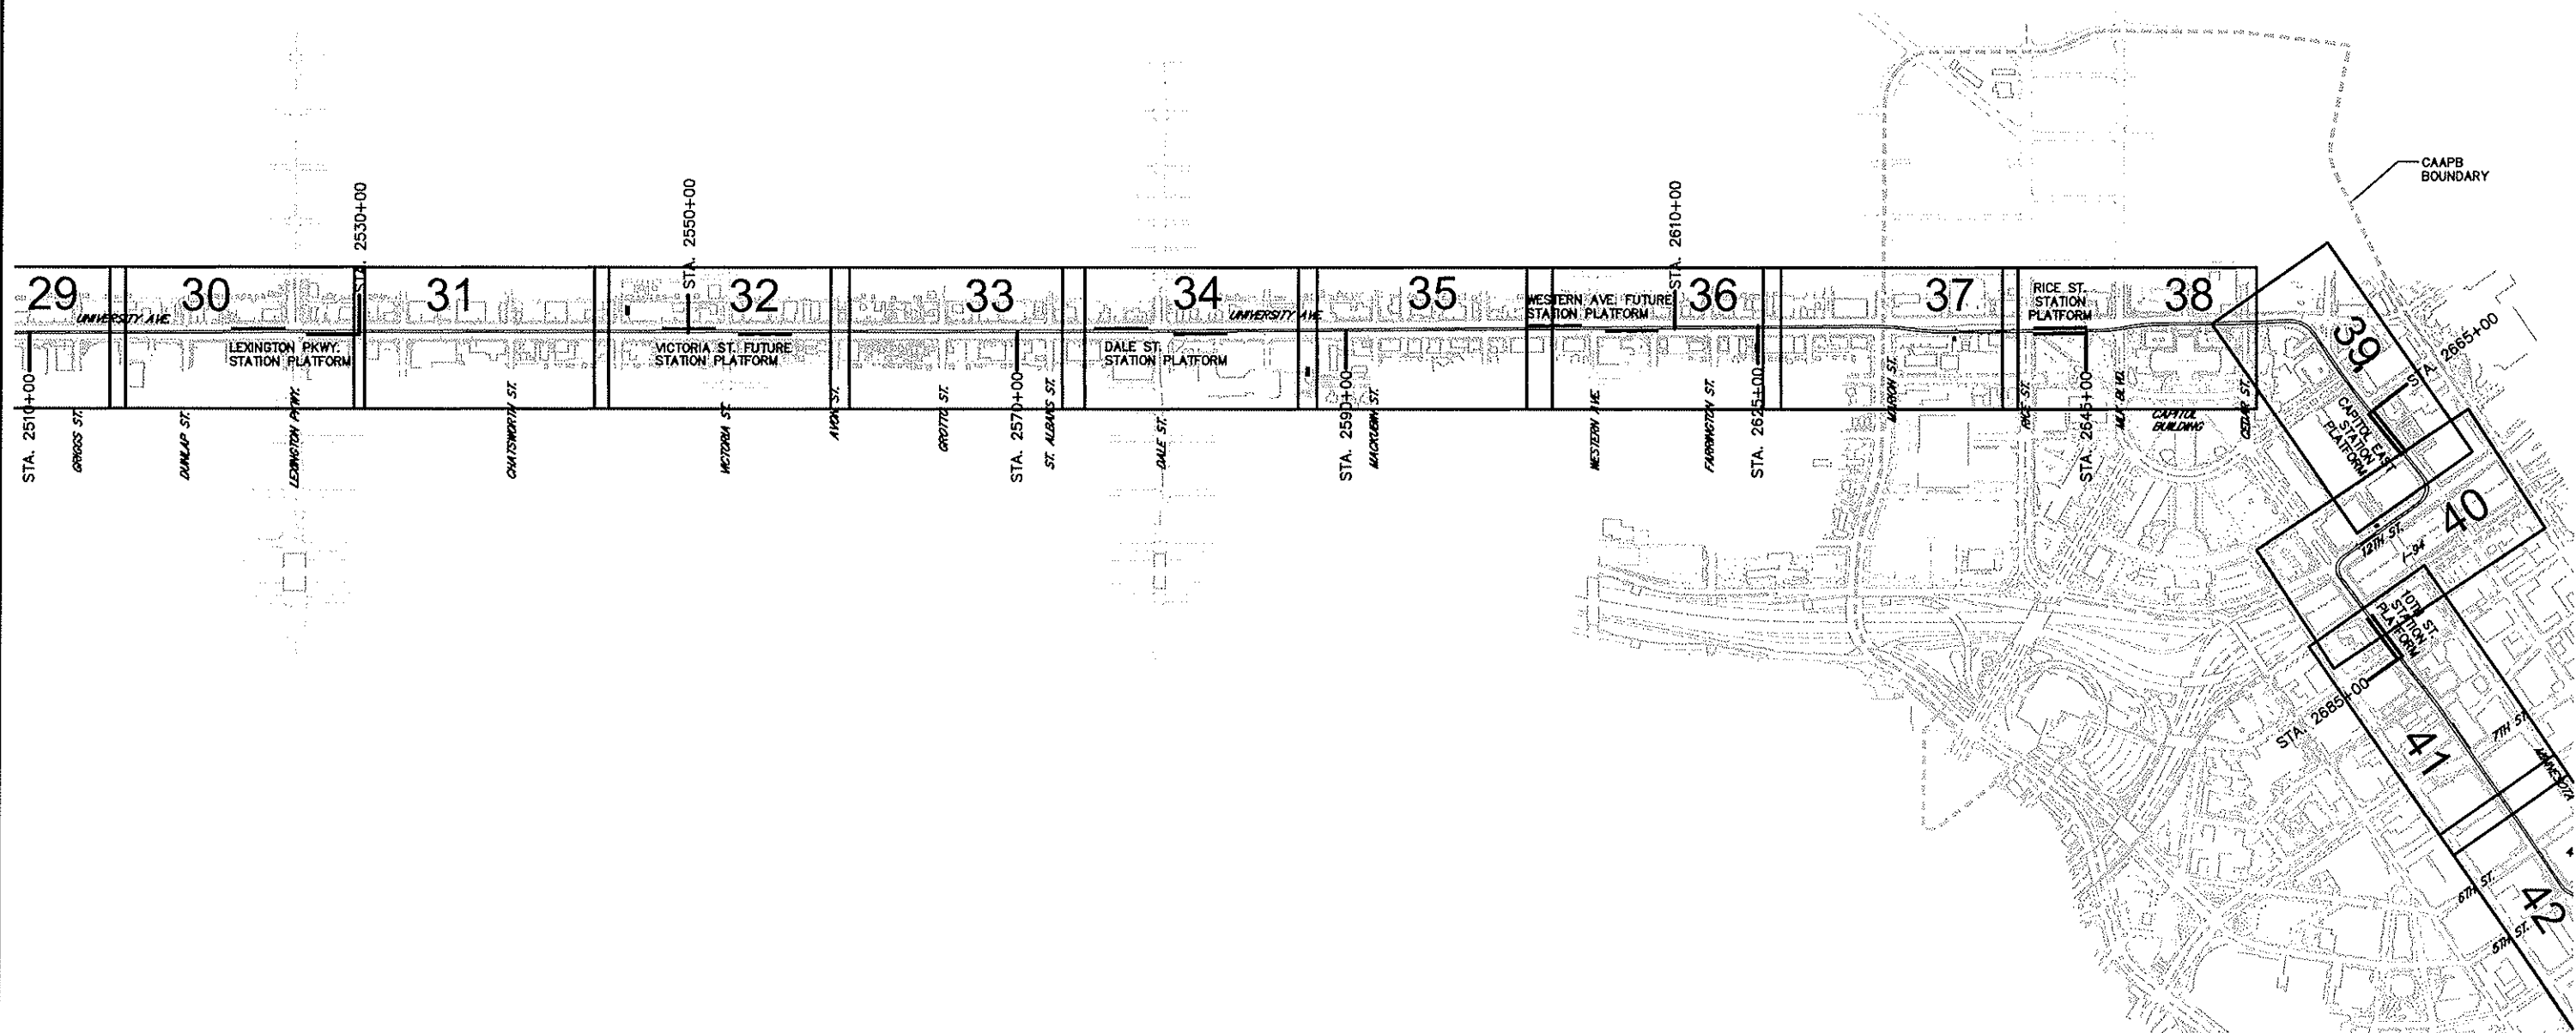 CAAPB
BOUNDARY
STA. 2530+00
STA. 2550+00
STA. 2610+00
29
30
31
32
33
34
35
36
37
38
39
40
41
42
UNIVERSITY AVE
UNIVERSITY AVE
LEXINGTON PKWY.
STATION PLATFORM
VICTORIA ST. FUTURE
STATION PLATFORM
DALE ST.
STATION PLATFORM
WESTERN AVE. FUTURE
STATION PLATFORM
RICE ST.
STATION
PLATFORM
STA. 2665+00
CAPITOL EAST
STATION
PLATFORM
STA. 2510+00
GRIGGS ST.
DUNLAP ST.
LEXINGTON PKWY.
CHATSWORTH ST.
VICTORIA ST.
AVON ST.
GROTTO ST.
STA. 2570+00
ST. ALBANS ST.
DALE ST.
STA. 2590+00
MACKUBIN ST.
WESTERN AVE
FARRINGTON ST.
STA. 2625+00
MARION ST.
RICE ST.
STA. 2645+00
MLK BLVD.
CAPITOL
BUILDING
CEDAR ST.
12TH ST.
I-94
10TH ST.
STATION
PLATFORM
STA. 2685+00
7TH ST.
MINNESOTA
6TH ST.
5TH ST.
4